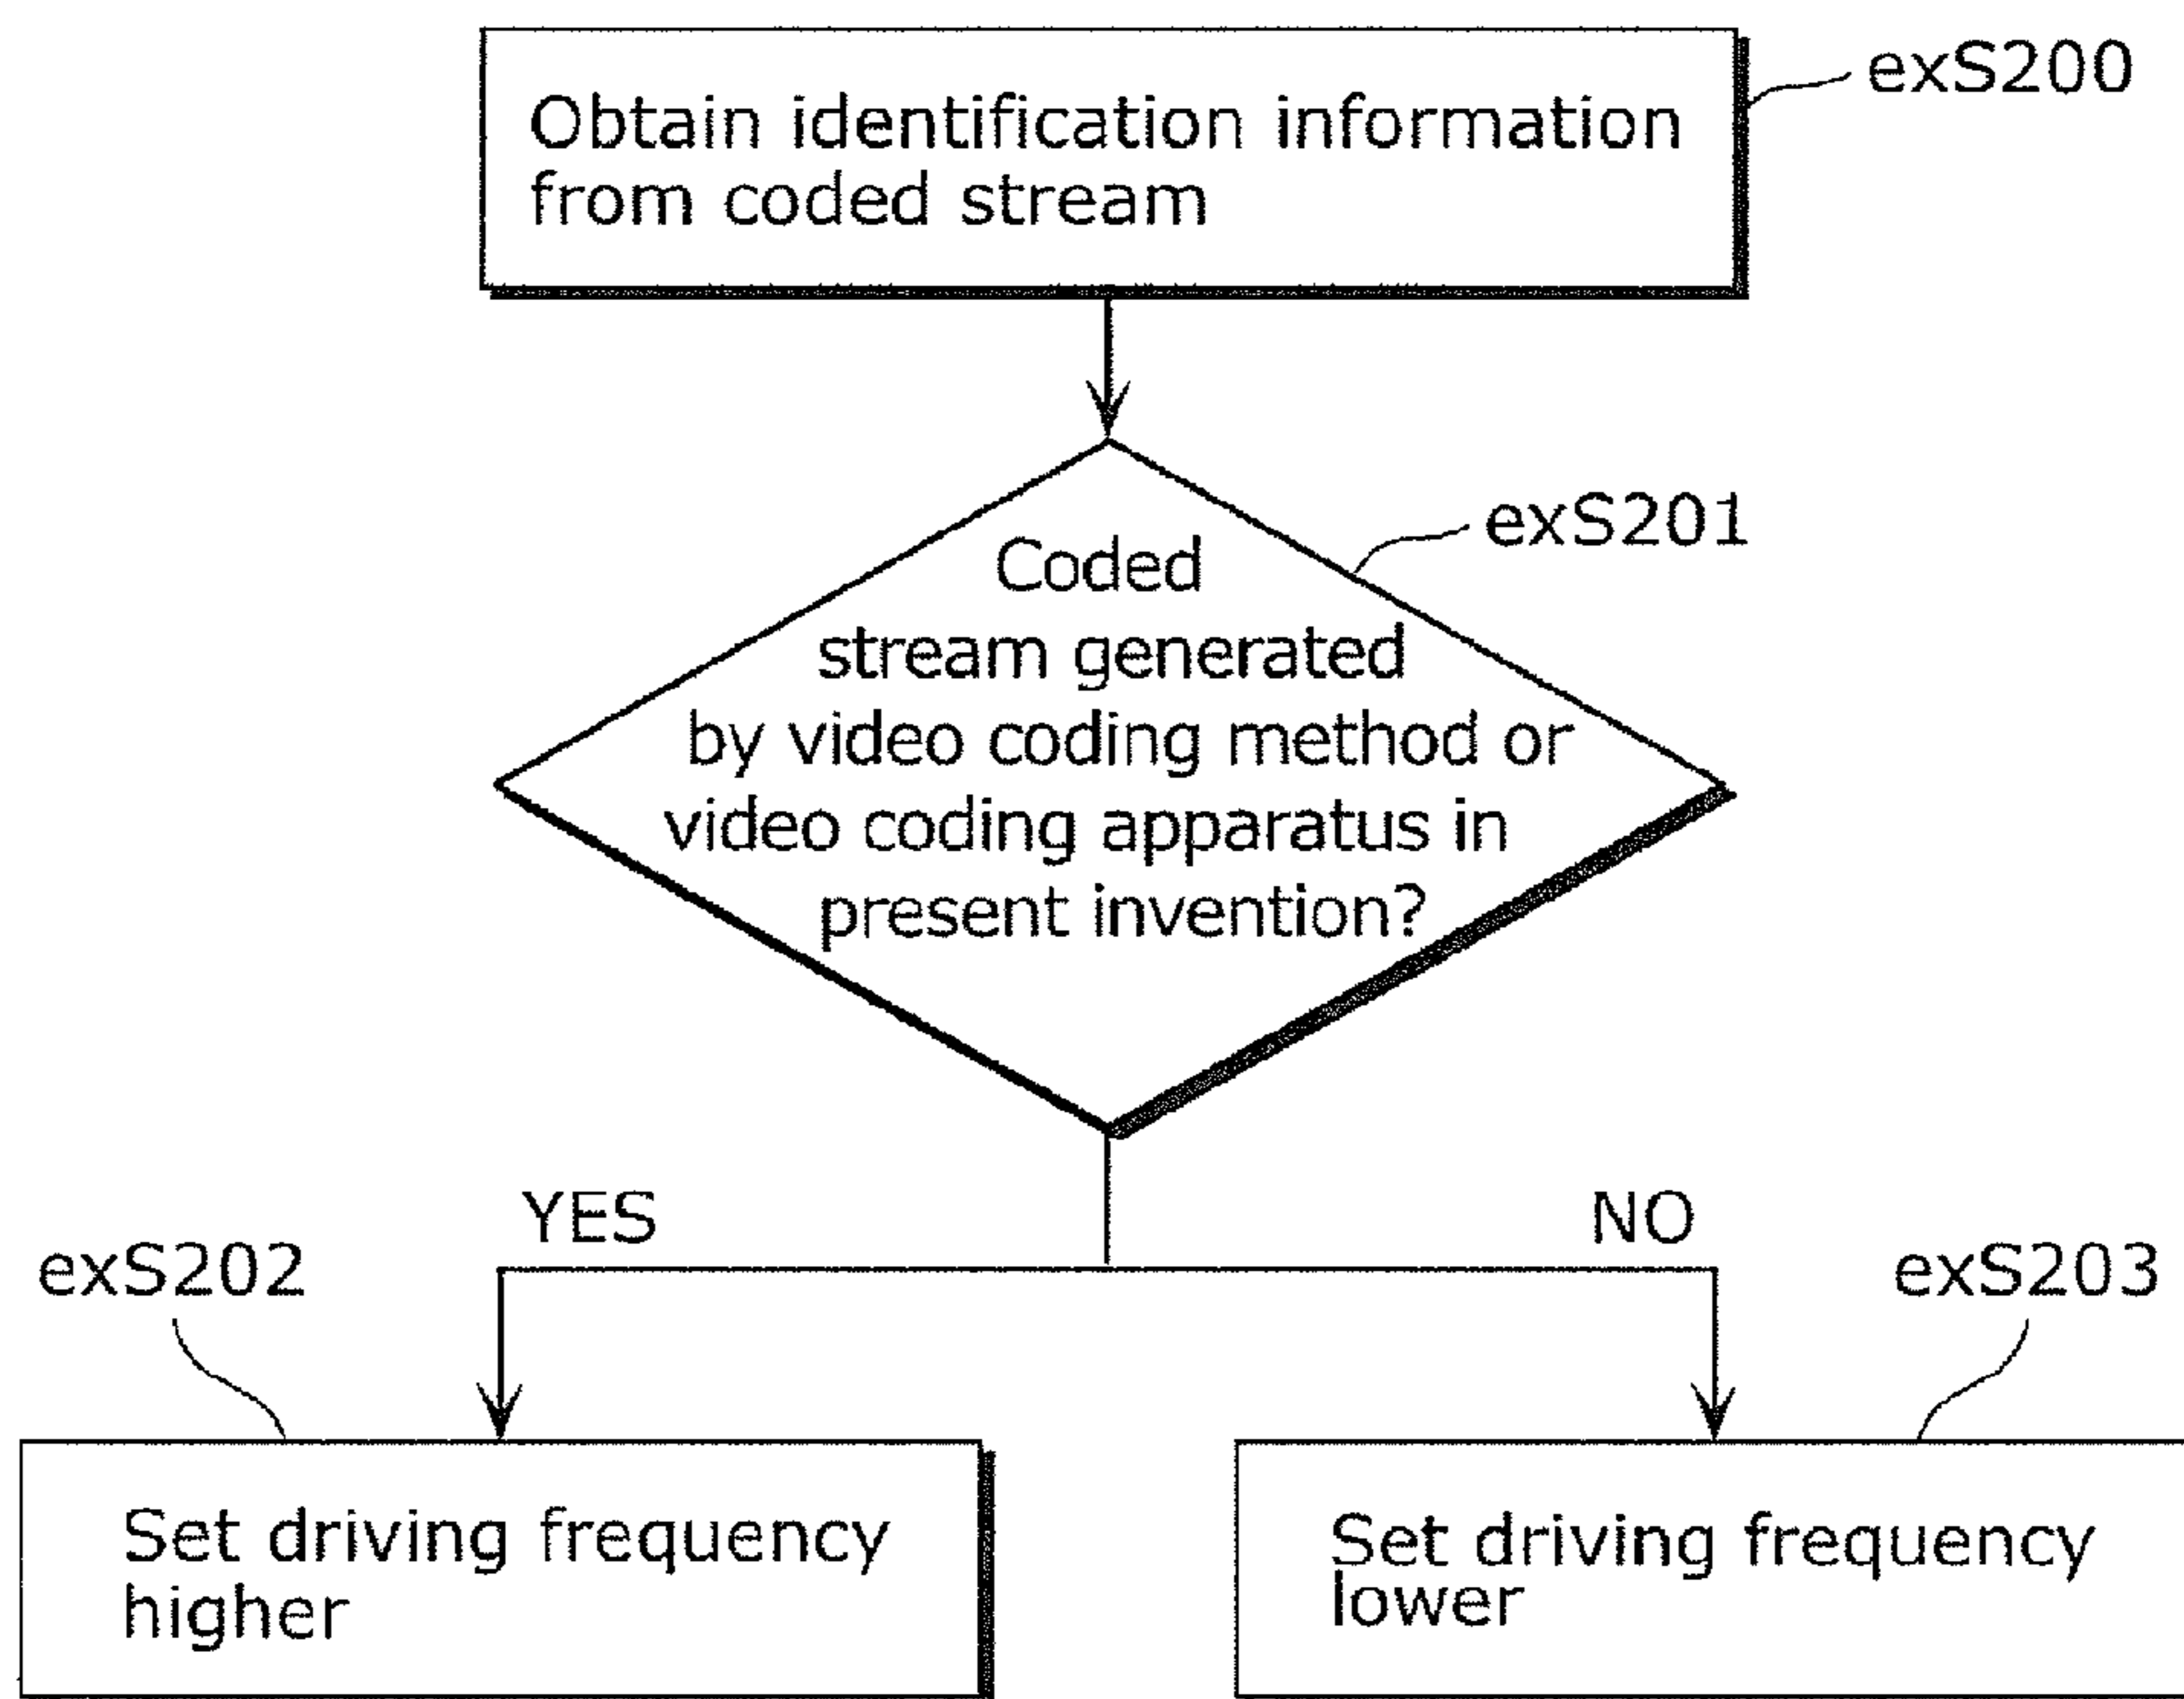 exS200
Obtain identification information
from coded stream
exS201
Coded
stream generated
by video coding method or
video coding apparatus in
present invention?
YES
NO
exS202
exS203
Set driving frequency
higher
Set driving frequency
lower